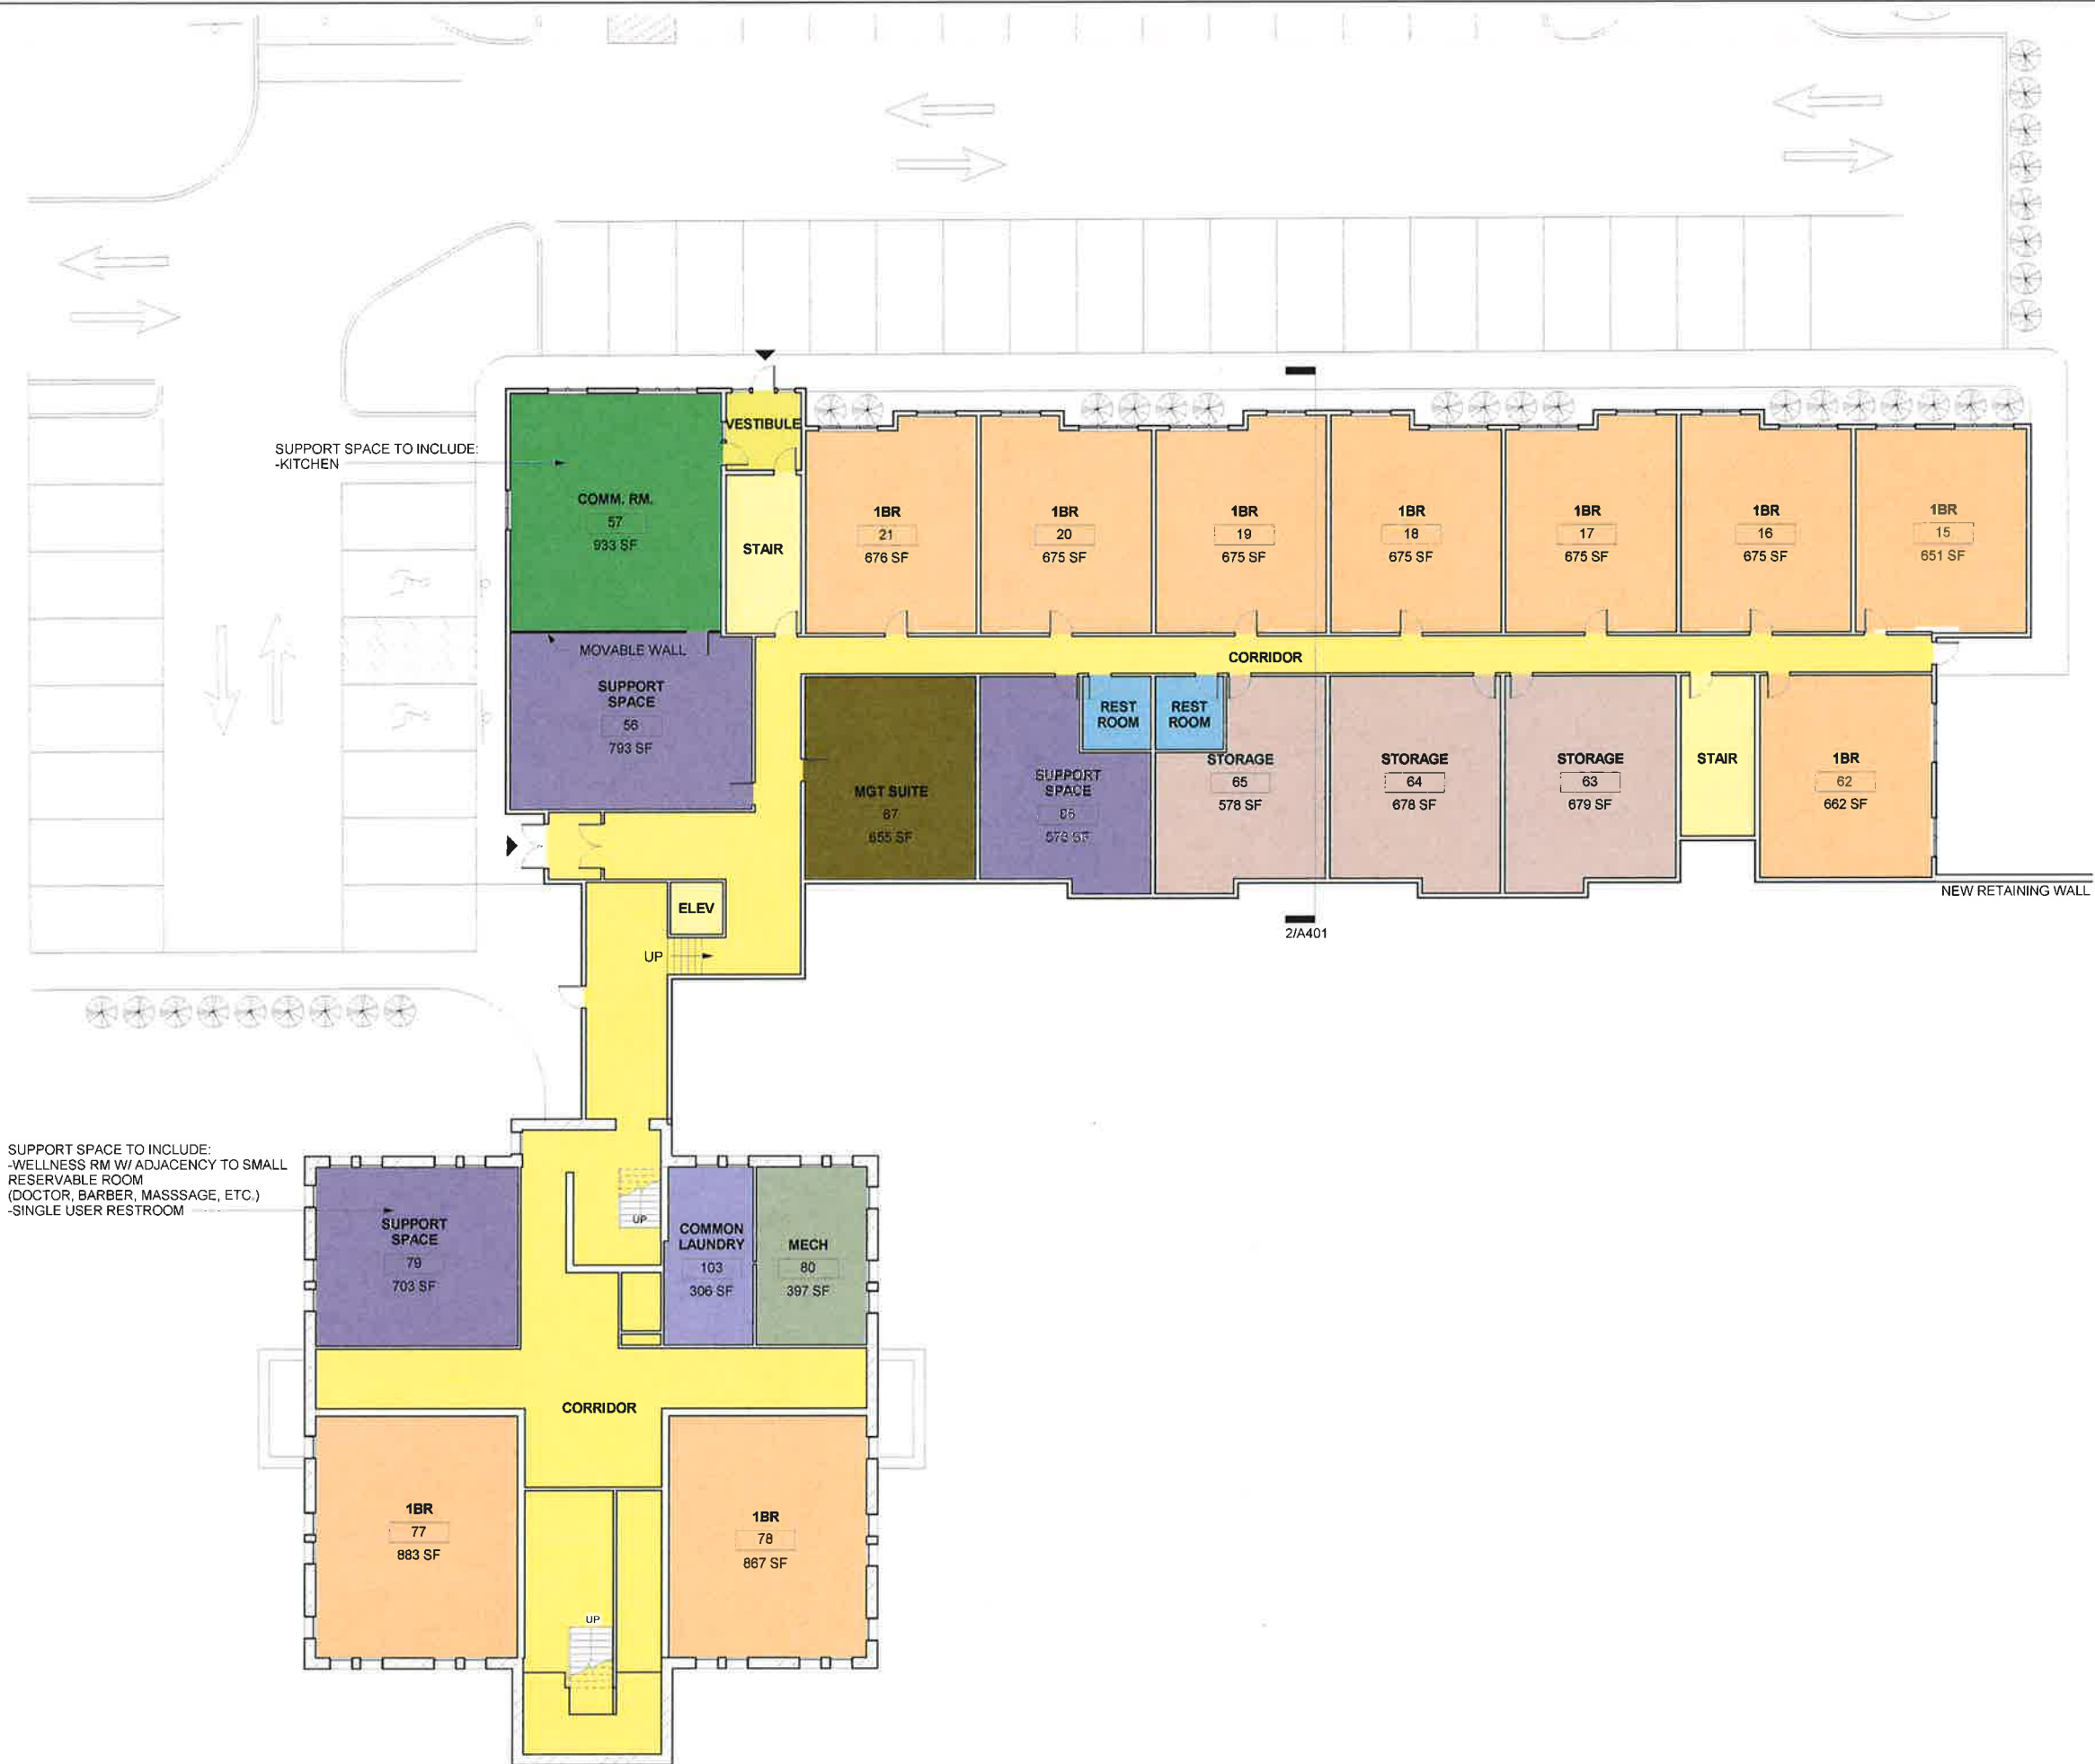 SUPPORT SPACE TO INCLUDE:
-KITCHEN
VESTIBULE
COMM. RM.
57
933 SF
STAIR
1BR
21
676 SF
1BR
20
675 SF
1BR
19
675 SF
1BR
18
675 SF
1BR
17
675 SF
1BR
16
675 SF
1BR
15
651 SF
MOVABLE WALL
CORRIDOR
SUPPORT
SPACE
56
793 SF
MGT SUITE
67
655 SF
SUPPORT
SPACE
REST
ROOM
REST
ROOM
STORAGE
65
578 SF
STORAGE
64
678 SF
STORAGE
63
679 SF
STAIR
1BR
62
662 SF
NEW RETAINING WALL
2/A401
ELEV
UP
SUPPORT SPACE TO INCLUDE:
-WELLNESS RM W/ ADJACENCY TO SMALL
RESERVABLE ROOM
(DOCTOR, BARBER, MASSSAGE, ETC.)
-SINGLE USER RESTROOM
SUPPORT
SPACE
79
703 SF
UP
COMMON
LAUNDRY
103
306 SF
MECH
80
397 SF
CORRIDOR
1BR
77
883 SF
1BR
78
867 SF
UP